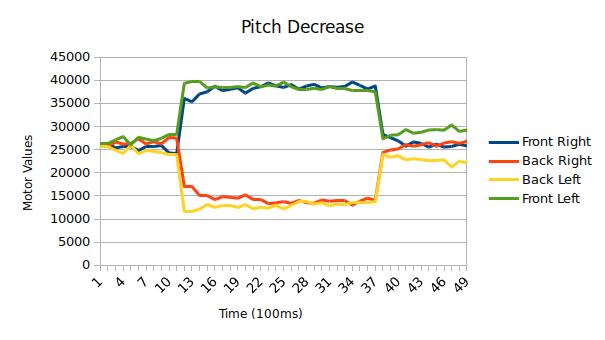 Pitch Decrease
45000
40000
35000
30000
25000
20000
15000
10000
5000
0
Motor Values
1 4 7 10 13 16 19 22 25 28 31 34 37 40 43 46 49
Time (100ms)
Front Right
Back Right
Back Left
Front Left